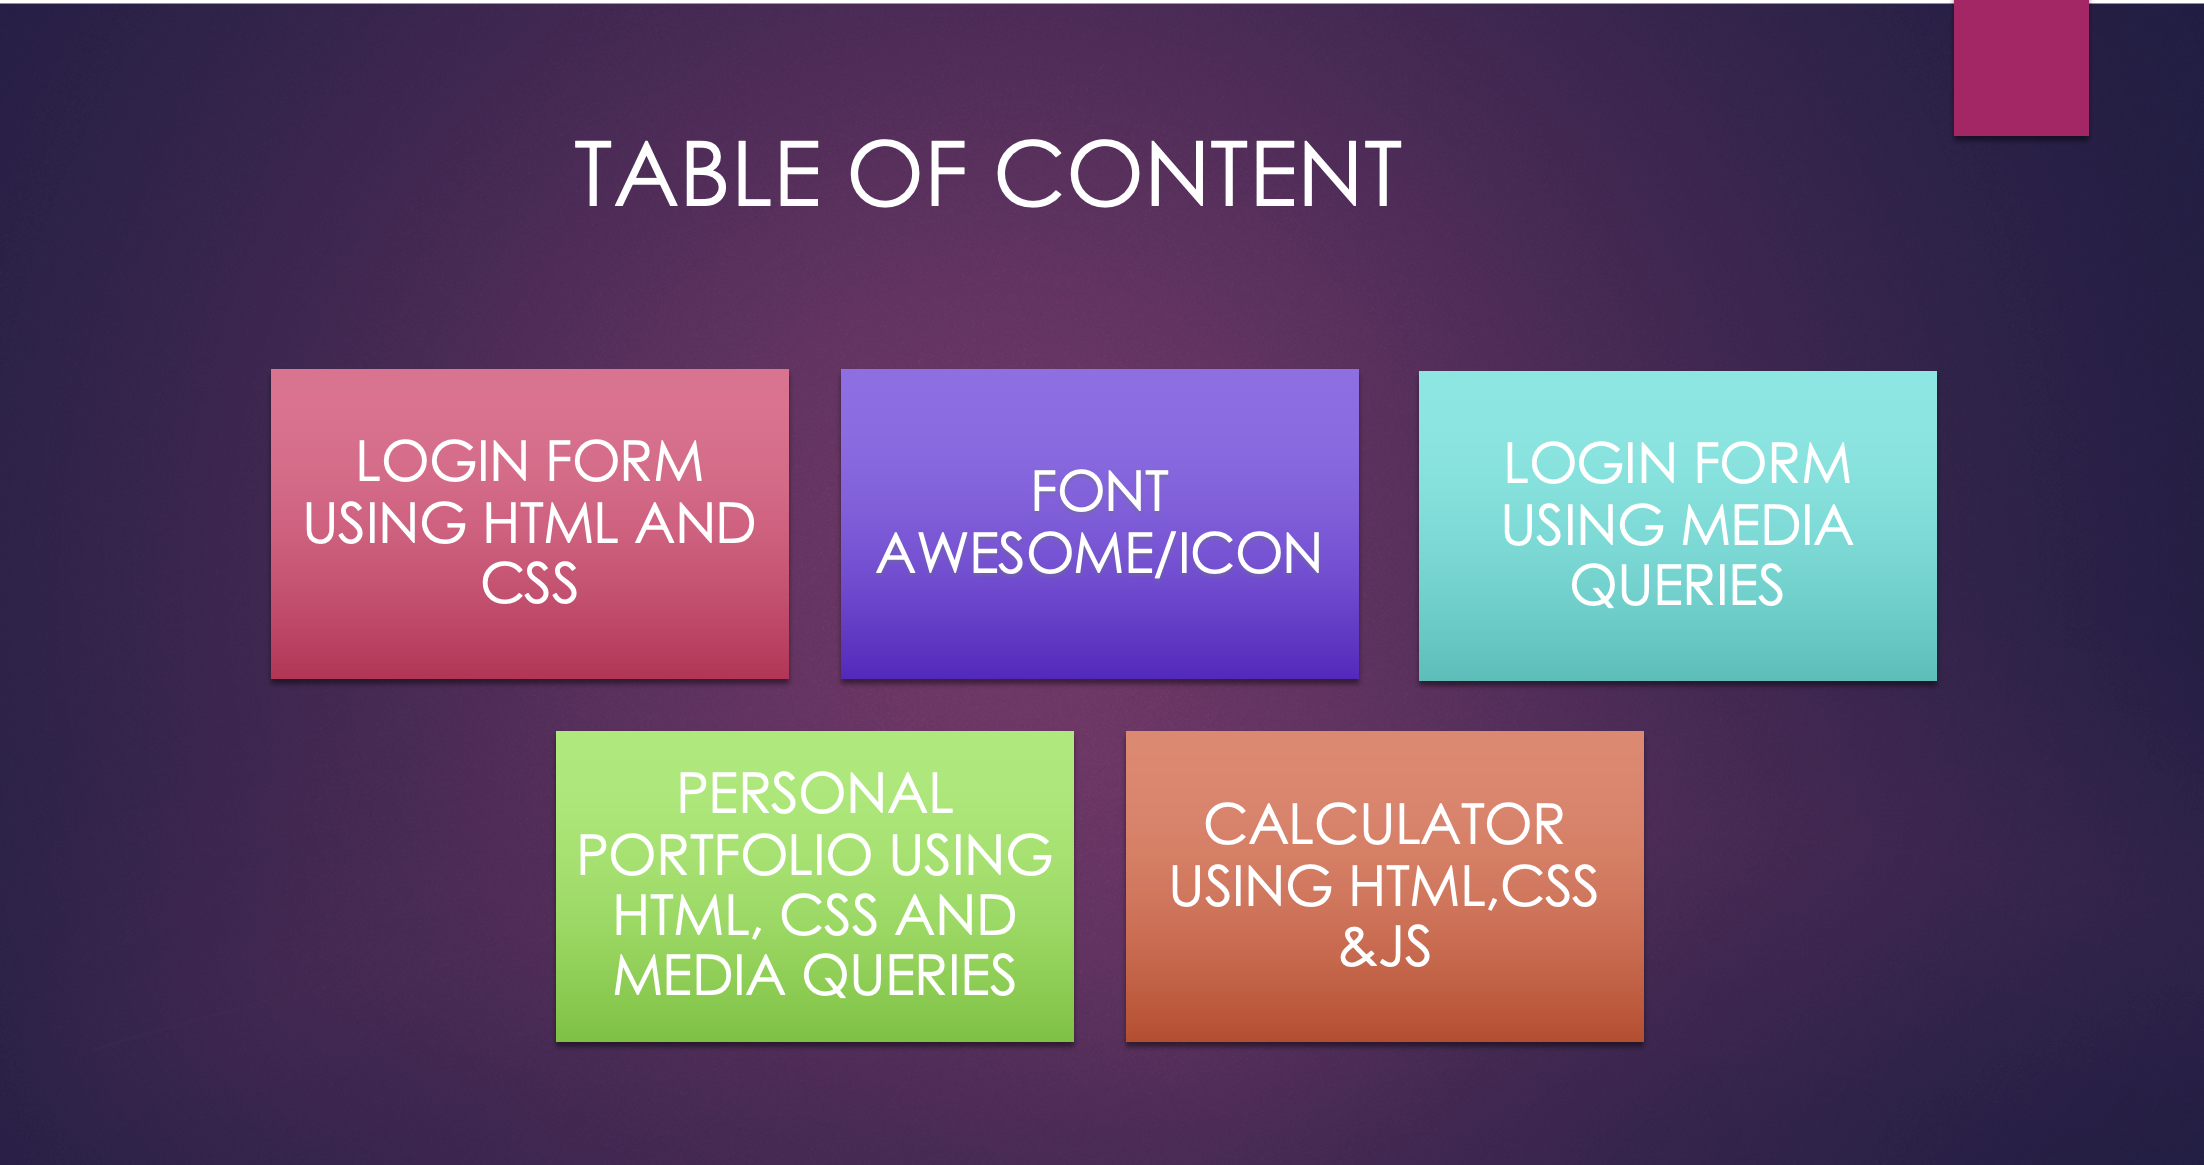 TABLE OF CONTENT
LOGIN FORM
USING HTML AND
CSS
FONT
AWESOME/ICON
LOGIN FORM
USING MEDIA
QUERIES
PERSONAL
PORTFOLIO USING
HTML, CSS AND
MEDIA QUERIES
CALCULATOR
USING HTML,CSS
&JS